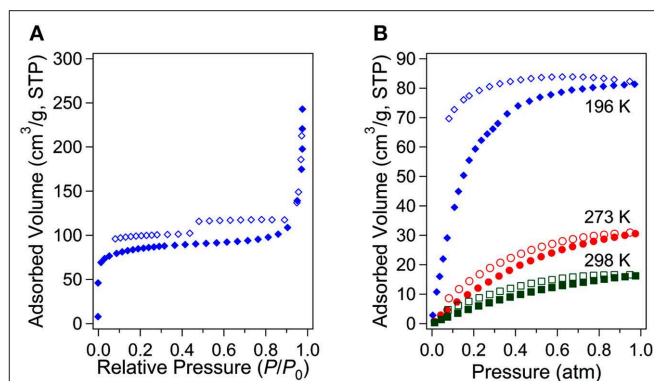 A
Adsorbed Volume (cm³/g, STP)
300
250
200
150
100
50
0
0.0 0.2 0.4 0.6 0.8 1.0
Relative Pressure (P/P₀)
B
Adsorbed Volume (cm³/g, STP)
90
80
70
60
50
40
30
20
10
0
196 K
273 K
298 K
0.0 0.2 0.4 0.6 0.8 1.0
Pressure (atm)